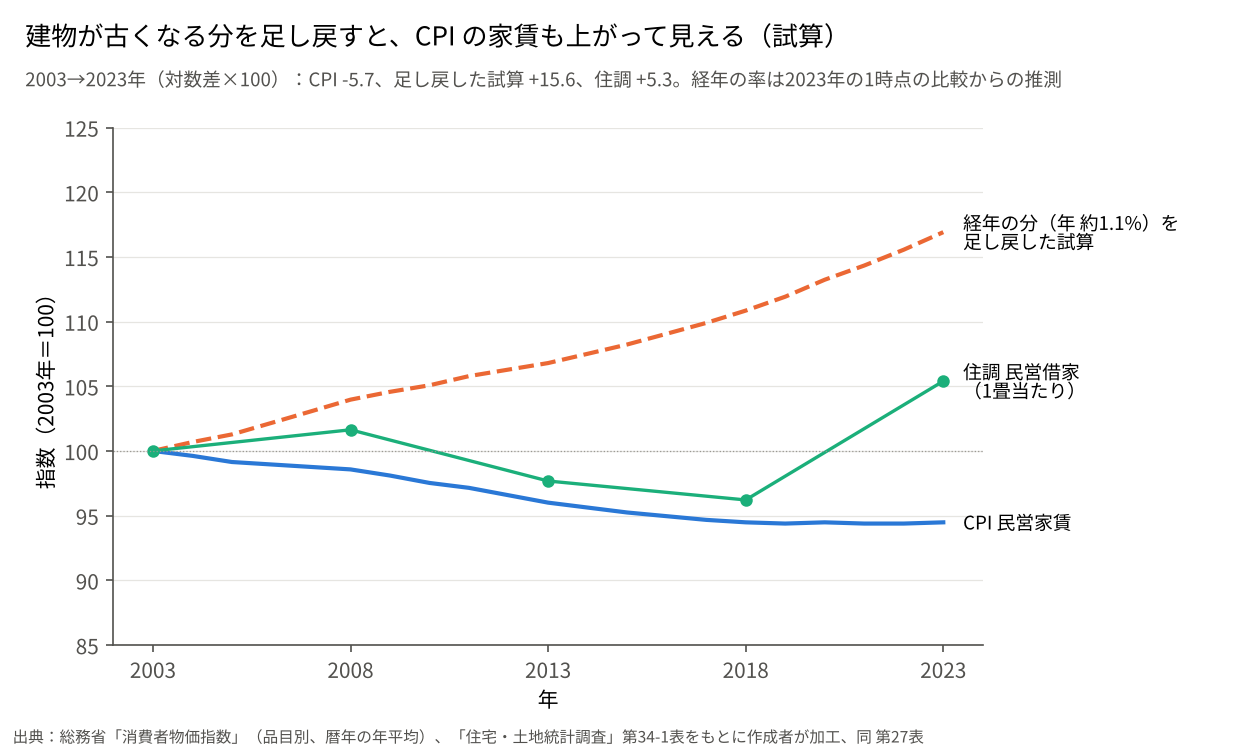 建物が古くなる分を足し戻すと、CPI の家賃も上がって見える（試算）
2003→2023年（対数差×100）：CPI -5.7、足し戻した試算 +15.6、住調 +5.3。経年の率は2023年の1時点の比較からの推測
指数（2003年＝100）
125
120
115
110
105
100
95
90
85
経年の分（年 約1.1%）を
足し戻した試算
住調 民営借家
（1畳当たり）
CPI 民営家賃
2003
2008
2013
2018
2023
年
出典：総務省「消費者物価指数」（品目別、暦年の年平均）、「住宅・土地統計調査」第34-1表をもとに作成者が加工、同 第27表